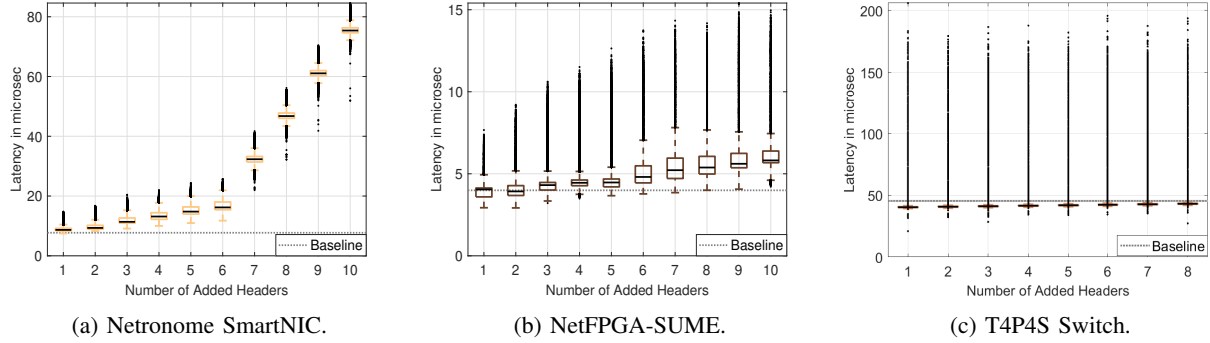 80
60
40
20
0
Latency in microsec
1 2 3 4 5 6 7 8 9 10
Number of Added Headers
Baseline
(a) Netronome SmartNIC.
15
10
5
0
Latency in microsec
1 2 3 4 5 6 7 8 9 10
Number of Added Headers
Baseline
(b) NetFPGA-SUME.
200
150
100
50
0
Latency in microsec
1 2 3 4 5 6 7 8
Number of Added Headers
Baseline
(c) T4P4S Switch.